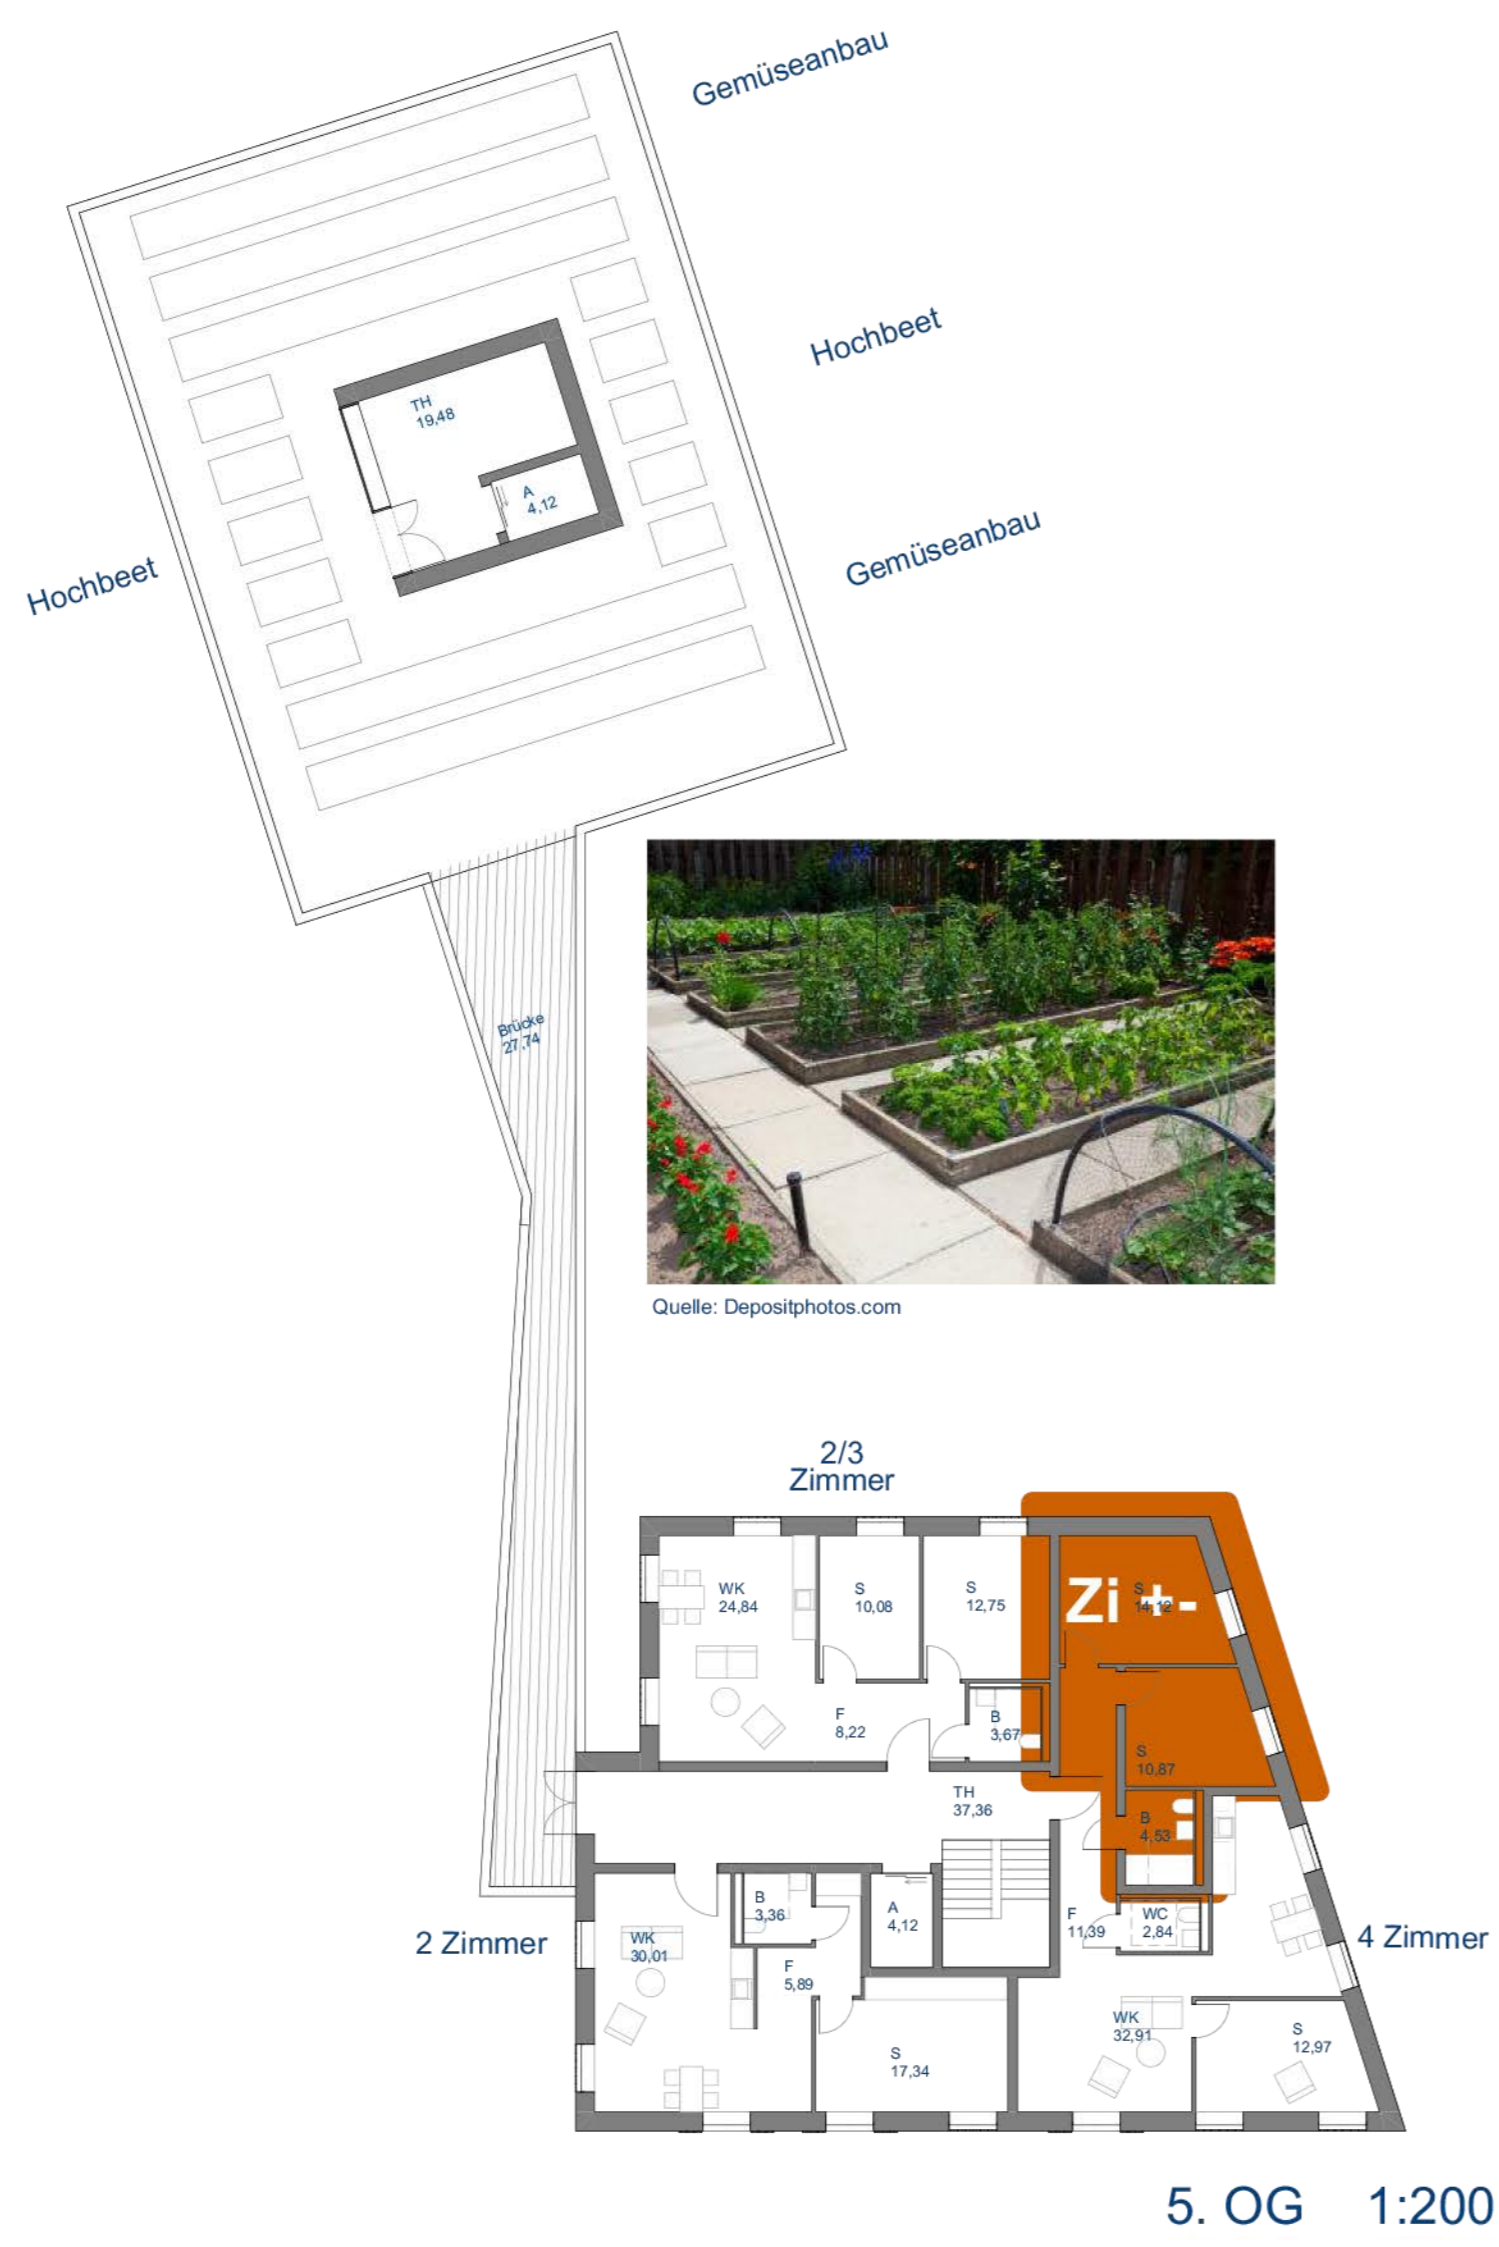 Gemüseanbau
Hochbeet
TH
19,48
A
4,12
Gemüseanbau
Hochbeet
Brücke
27,74
Quelle: Depositphotos.com
2/3
Zimmer
WK
24,84
S
10,08
S
12,75
Zi +-
S
14,12
F
8,22
B
3,67
S
10,87
TH
37,36
B
4,53
2 Zimmer
WK
30,01
B
3,36
A
4,12
F
5,89
F
11,39
WC
2,84
4 Zimmer
S
17,34
WK
32,91
S
12,97
5. OG 1:200